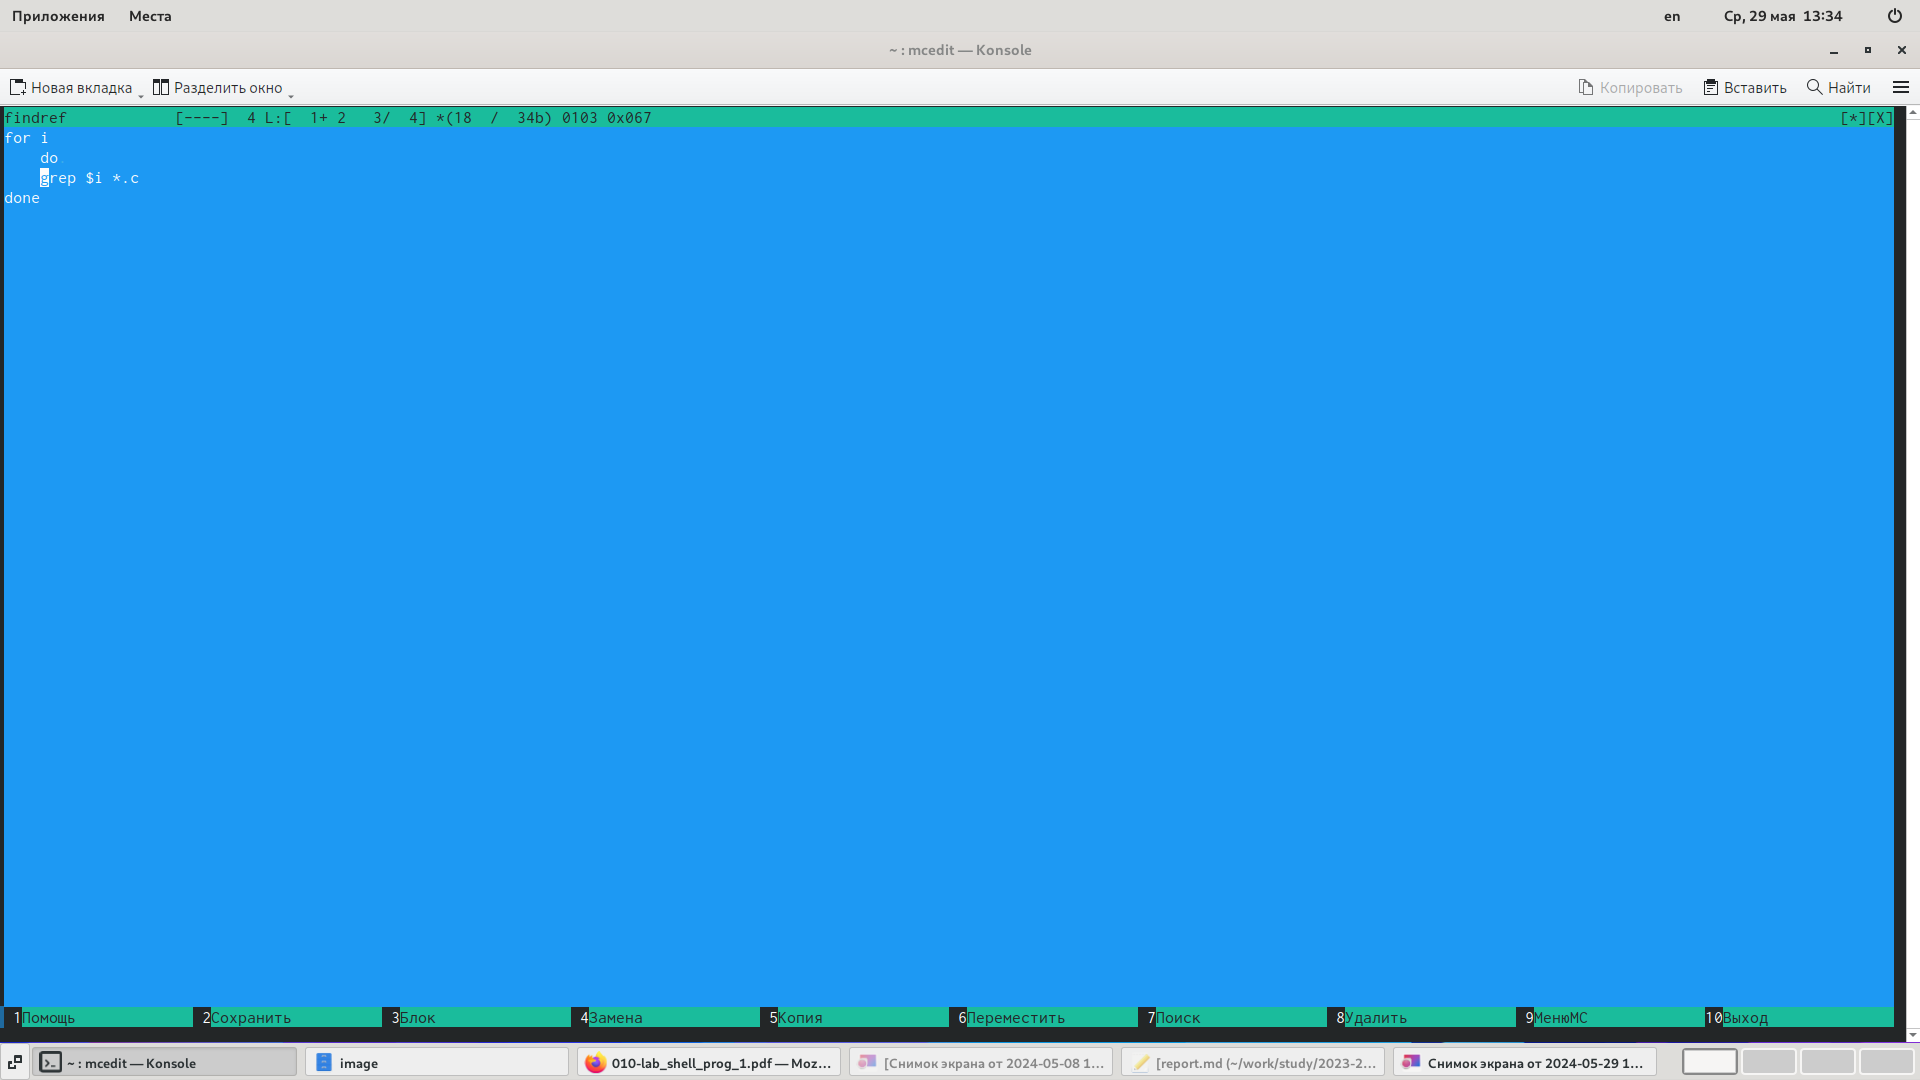 Приложения Места en Ср, 29 мая 13:34
~ : mcedit — Konsole
Новая вкладка Разделить окно Копировать Вставить Найти
findref [----] 4 L:[ 1+ 2 3/ 4] *(18 / 34b) 0103 0x067 [*][X]
for i
do
grep $i *.c
done
1Помощь 2Сохранить 3Блок 4Замена 5Копия 6Переместить 7Поиск 8Удалить 9МенюМС 10Выход
~ : mcedit — Konsole image 010-lab_shell_prog_1.pdf — Moz... [Снимок экрана от 2024-05-08 1... [report.md (~/work/study/2023-2... Снимок экрана от 2024-05-29 1...